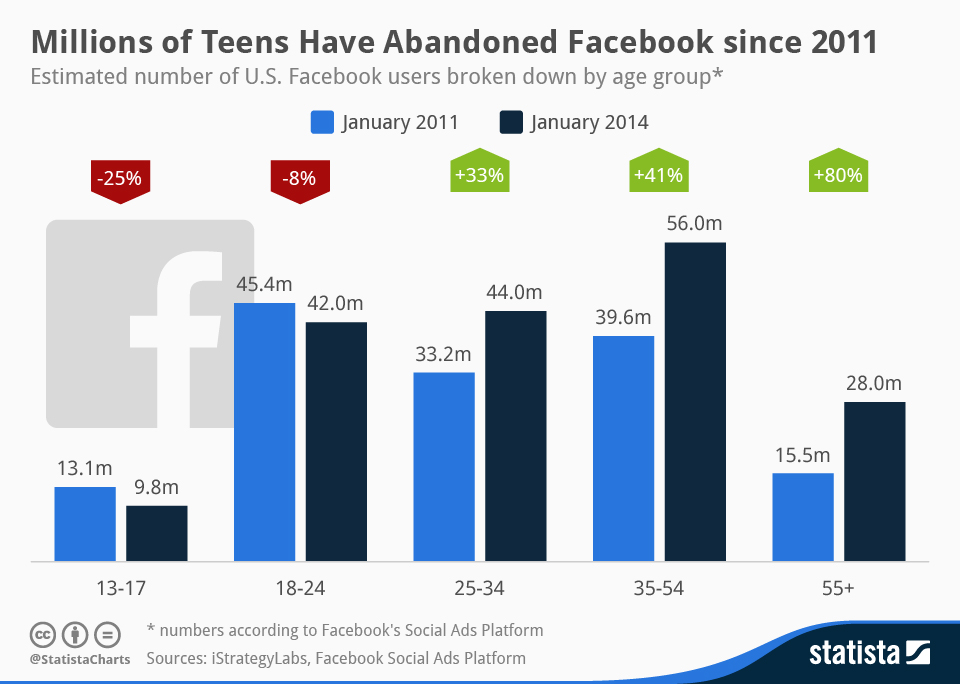 Millions of Teens Have Abandoned Facebook since 2011
Estimated number of U.S. Facebook users broken down by age group*
January 2011 January 2014
-25% -8% +33% +41% +80%
f
13.1m 9.8m 45.4m 42.0m 33.2m 44.0m 39.6m 56.0m 15.5m 28.0m
13-17 18-24 25-34 35-54 55+
cc =
* numbers according to Facebook's Social Ads Platform
@StatistaCharts Sources: iStrategyLabs, Facebook Social Ads Platform
statista